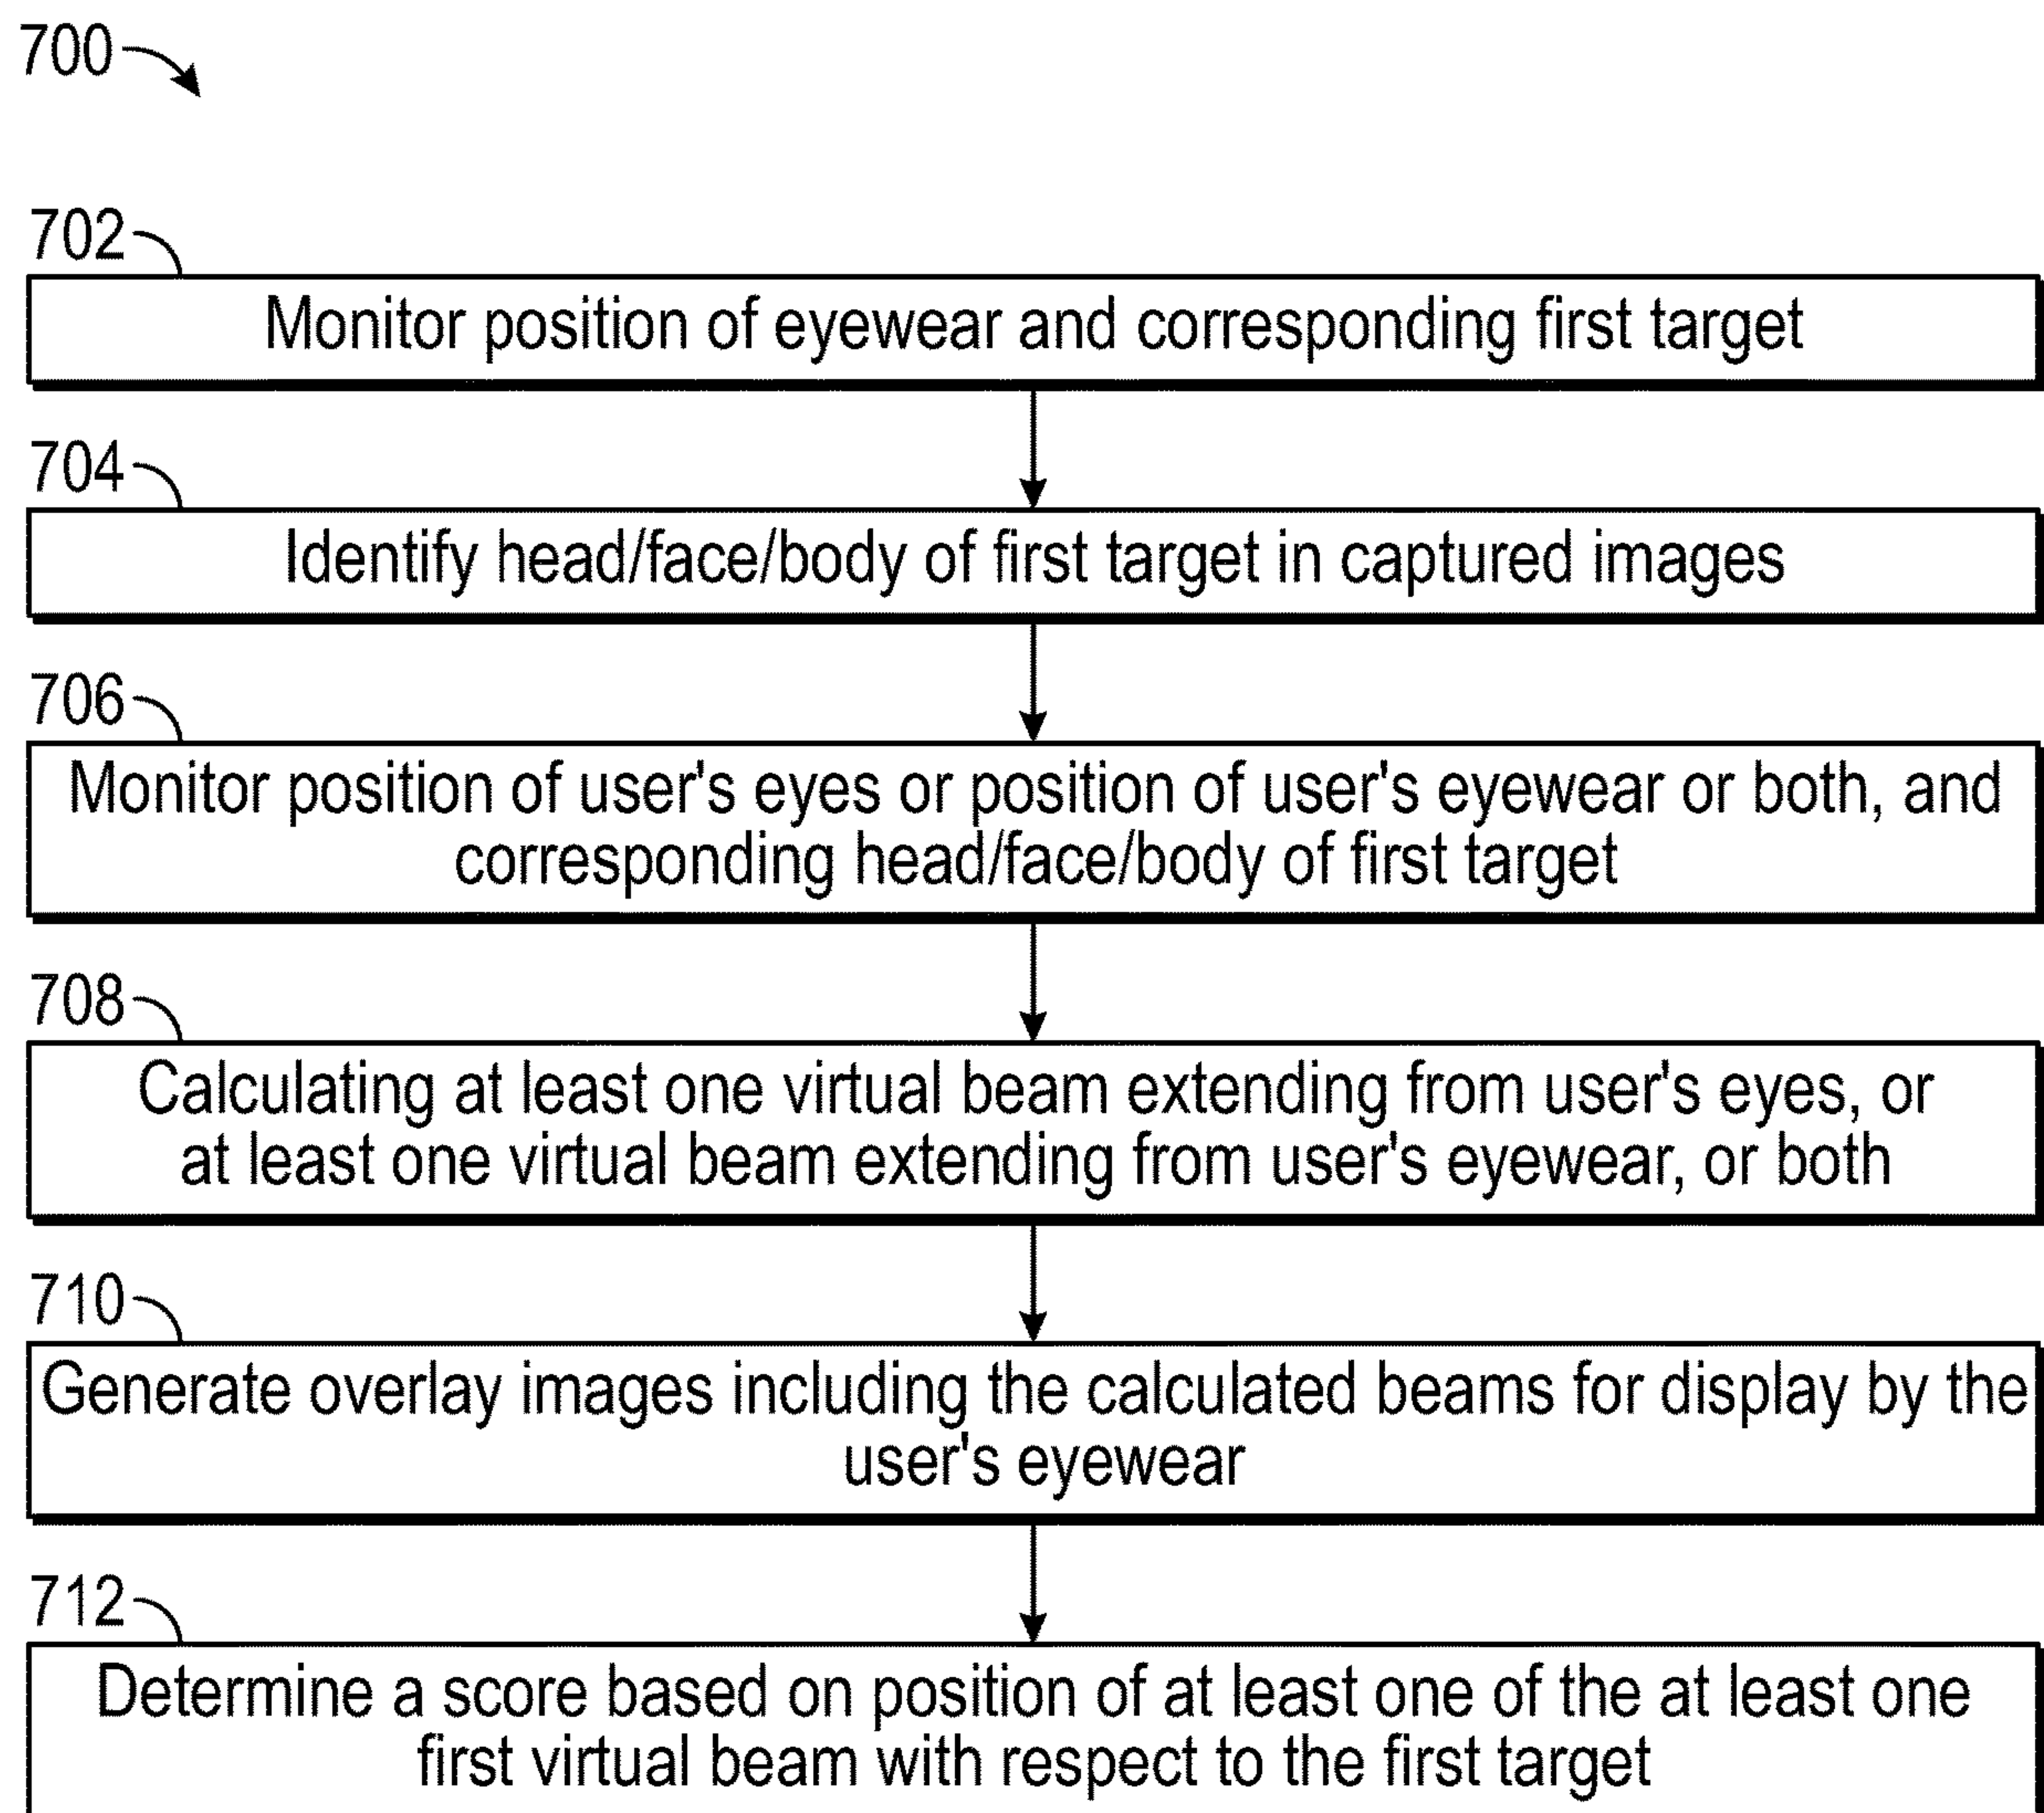 700
702
Monitor position of eyewear and corresponding first target
704
Identify head/face/body of first target in captured images
706
Monitor position of user's eyes or position of user's eyewear or both, and
corresponding head/face/body of first target
708
Calculating at least one virtual beam extending from user's eyes, or
at least one virtual beam extending from user's eyewear, or both
710
Generate overlay images including the calculated beams for display by the
user's eyewear
712
Determine a score based on position of at least one of the at least one
first virtual beam with respect to the first target